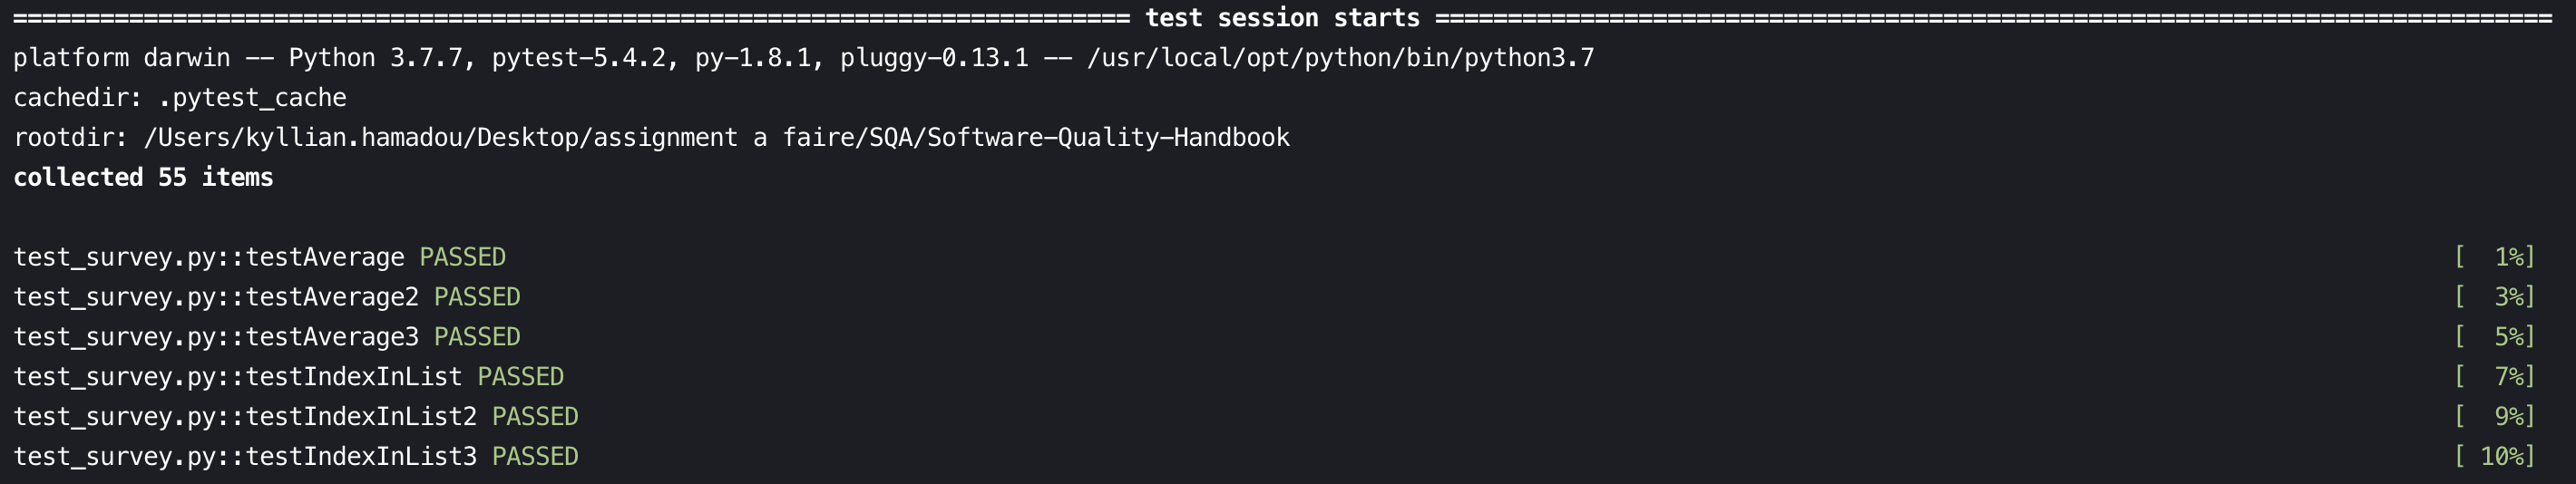 ============================================================================= test session starts =============================================================================
platform darwin -- Python 3.7.7, pytest-5.4.2, py-1.8.1, pluggy-0.13.1 -- /usr/local/opt/python/bin/python3.7
cachedir: .pytest_cache
rootdir: /Users/kyllian.hamadou/Desktop/assignment a faire/SQA/Software-Quality-Handbook
collected 55 items
test_survey.py::testAverage PASSED [  1%]
test_survey.py::testAverage2 PASSED [  3%]
test_survey.py::testAverage3 PASSED [  5%]
test_survey.py::testIndexInList PASSED [  7%]
test_survey.py::testIndexInList2 PASSED [  9%]
test_survey.py::testIndexInList3 PASSED [ 10%]